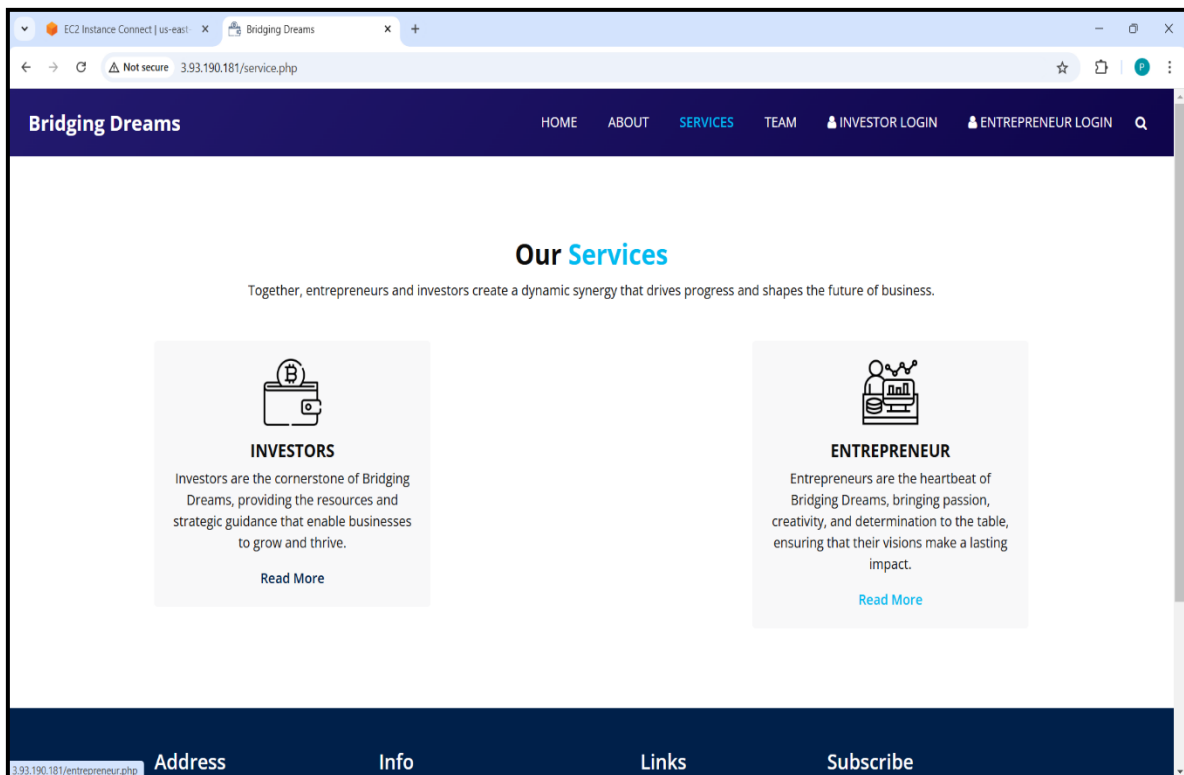 EC2 Instance Connect | us-east-
Bridging Dreams
Not secure 3.93.190.181/service.php
P
Bridging Dreams HOME ABOUT SERVICES TEAM INVESTOR LOGIN ENTREPRENEUR LOGIN
Our Services
Together, entrepreneurs and investors create a dynamic synergy that drives progress and shapes the future of business.
INVESTORS
Investors are the cornerstone of Bridging
Dreams, providing the resources and
strategic guidance that enable businesses
to grow and thrive.
Read More
ENTREPRENEUR
Entrepreneurs are the heartbeat of
Bridging Dreams, bringing passion,
creativity, and determination to the table,
ensuring that their visions make a lasting
impact.
Read More
Address Info Links Subscribe
3.93.190.181/entrepreneur.php